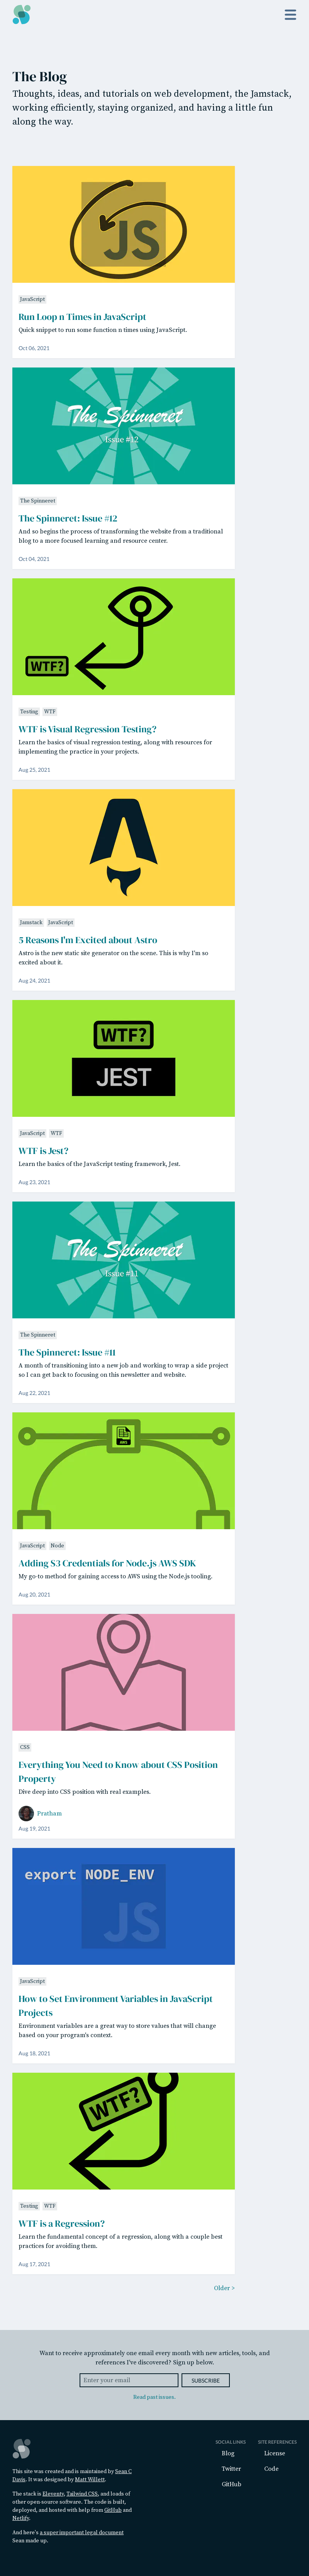 The Blog
Thoughts, ideas, and tutorials on web development, the Jamstack,
working efficiently, staying organized, and having a little fun
along the way.
JS
JavaScript
Run Loop n Times in JavaScript
Quick snippet to run some function n times using JavaScript.
Oct 06, 2021
The Spinneret
Issue #12
The Spinneret
The Spinneret: Issue #12
And so begins the process of transforming the website from a traditional
blog to a more focused learning and resource center.
Oct 04, 2021
WTF?
Testing WTF
WTF is Visual Regression Testing?
Learn the basics of visual regression testing, along with resources for
implementing the practice in your projects.
Aug 25, 2021
Jamstack JavaScript
5 Reasons I'm Excited about Astro
Astro is the new static site generator on the scene. This is why I'm so
excited about it.
Aug 24, 2021
WTF?
JEST
JavaScript WTF
WTF is Jest?
Learn the basics of the JavaScript testing framework, Jest.
Aug 23, 2021
The Spinneret
Issue #11
The Spinneret
The Spinneret: Issue #11
A month of transitioning into a new job and working to wrap a side project
so I can get back to focusing on this newsletter and website.
Aug 22, 2021
AWS
JavaScript Node
Adding S3 Credentials for Node.js AWS SDK
My go-to method for gaining access to AWS using the Node.js tooling.
Aug 20, 2021
CSS
Everything You Need to Know about CSS Position
Property
Dive deep into CSS position with real examples.
Pratham
Aug 19, 2021
export NODE_ENV
JS
JavaScript
How to Set Environment Variables in JavaScript
Projects
Environment variables are a great way to store values that will change
based on your program's context.
Aug 18, 2021
WTF?
Testing WTF
WTF is a Regression?
Learn the fundamental concept of a regression, along with a couple best
practices for avoiding them.
Aug 17, 2021
Older >
Want to receive approximately one email every month with new articles, tools, and
references I've discovered? Sign up below.
Enter your email
SUBSCRIBE
Read past issues.
This site was created and is maintained by Sean C
Davis. It was designed by Matt Willett.
The stack is Eleventy, Tailwind CSS, and loads of
other open-source software. The code is built,
deployed, and hosted with help from GitHub and
Netlify.
And here's a super important legal document
Sean made up.
SOCIAL LINKS
Blog
Twitter
GitHub
SITE REFERENCES
License
Code